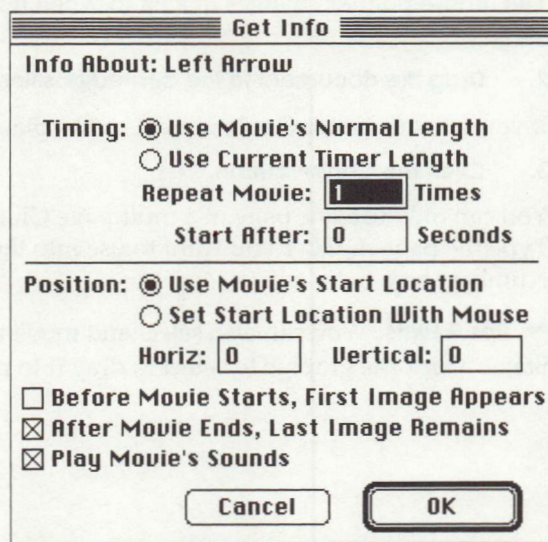 Get Info
Info About: Left Arrow
Timing: Use Movie's Normal Length
Use Current Timer Length
Repeat Movie: 1 Times
Start After: 0 Seconds
Position: Use Movie's Start Location
Set Start Location With Mouse
Horiz: 0 Vertical: 0
Before Movie Starts, First Image Appears
After Movie Ends, Last Image Remains
Play Movie's Sounds
Cancel OK